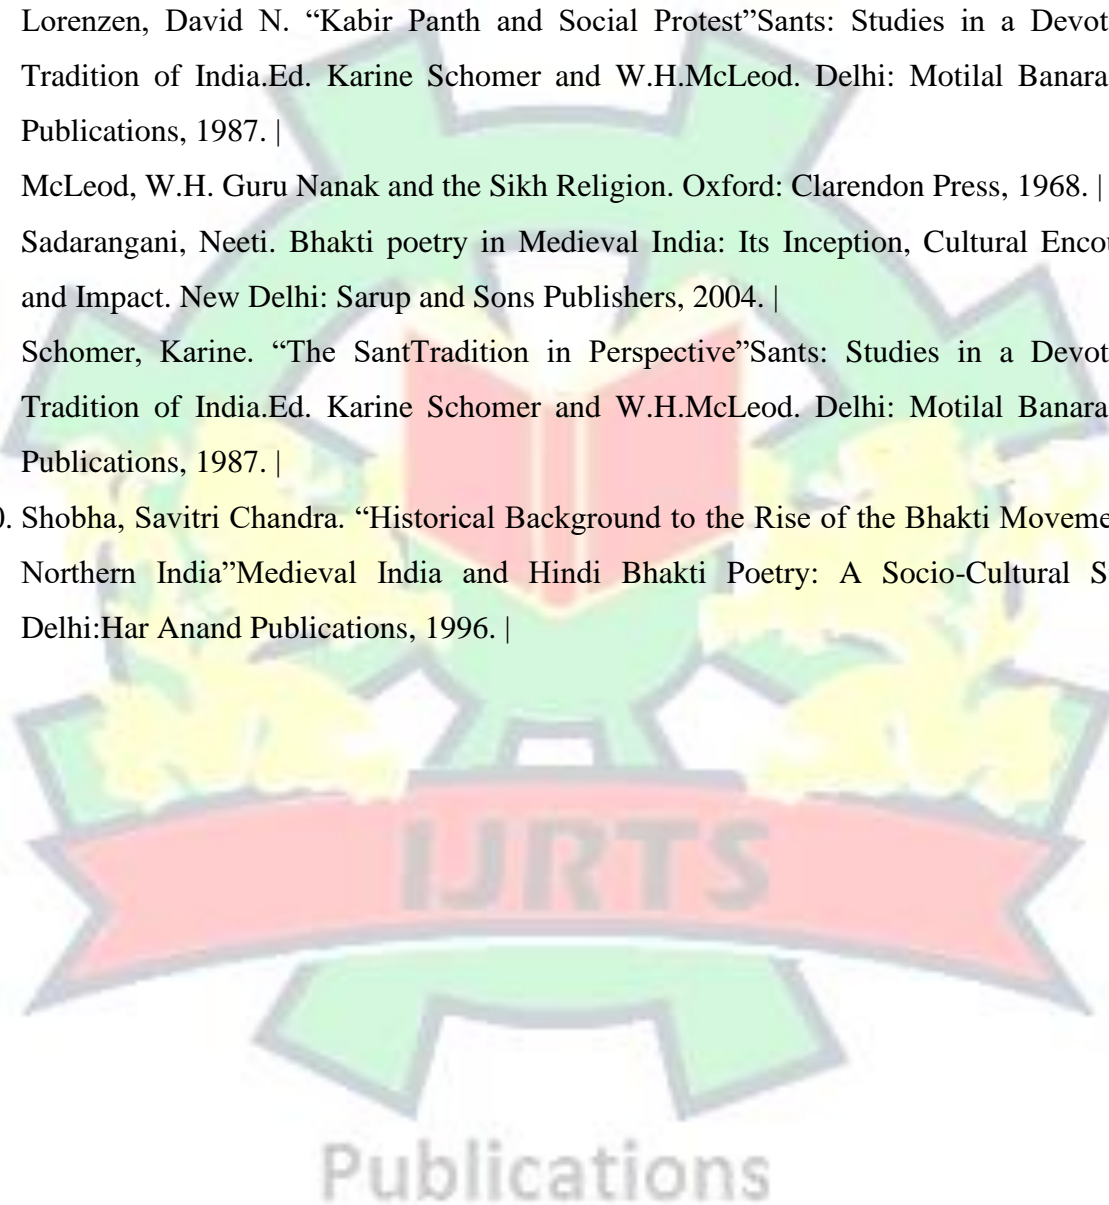 Lorenzen, David N. “Kabir Panth and Social Protest”Sants: Studies in a Devot
Tradition of India.Ed. Karine Schomer and W.H.McLeod. Delhi: Motilal Banara
Publications, 1987. |
McLeod, W.H. Guru Nanak and the Sikh Religion. Oxford: Clarendon Press, 1968. |
Sadarangani, Neeti. Bhakti poetry in Medieval India: Its Inception, Cultural Encou
and Impact. New Delhi: Sarup and Sons Publishers, 2004. |
Schomer, Karine. “The SantTradition in Perspective”Sants: Studies in a Devot
Tradition of India.Ed. Karine Schomer and W.H.McLeod. Delhi: Motilal Banara
Publications, 1987. |
0. Shobha, Savitri Chandra. “Historical Background to the Rise of the Bhakti Moveme
Northern India”Medieval India and Hindi Bhakti Poetry: A Socio-Cultural S
Delhi:Har Anand Publications, 1996. |
IJRTS
Publications